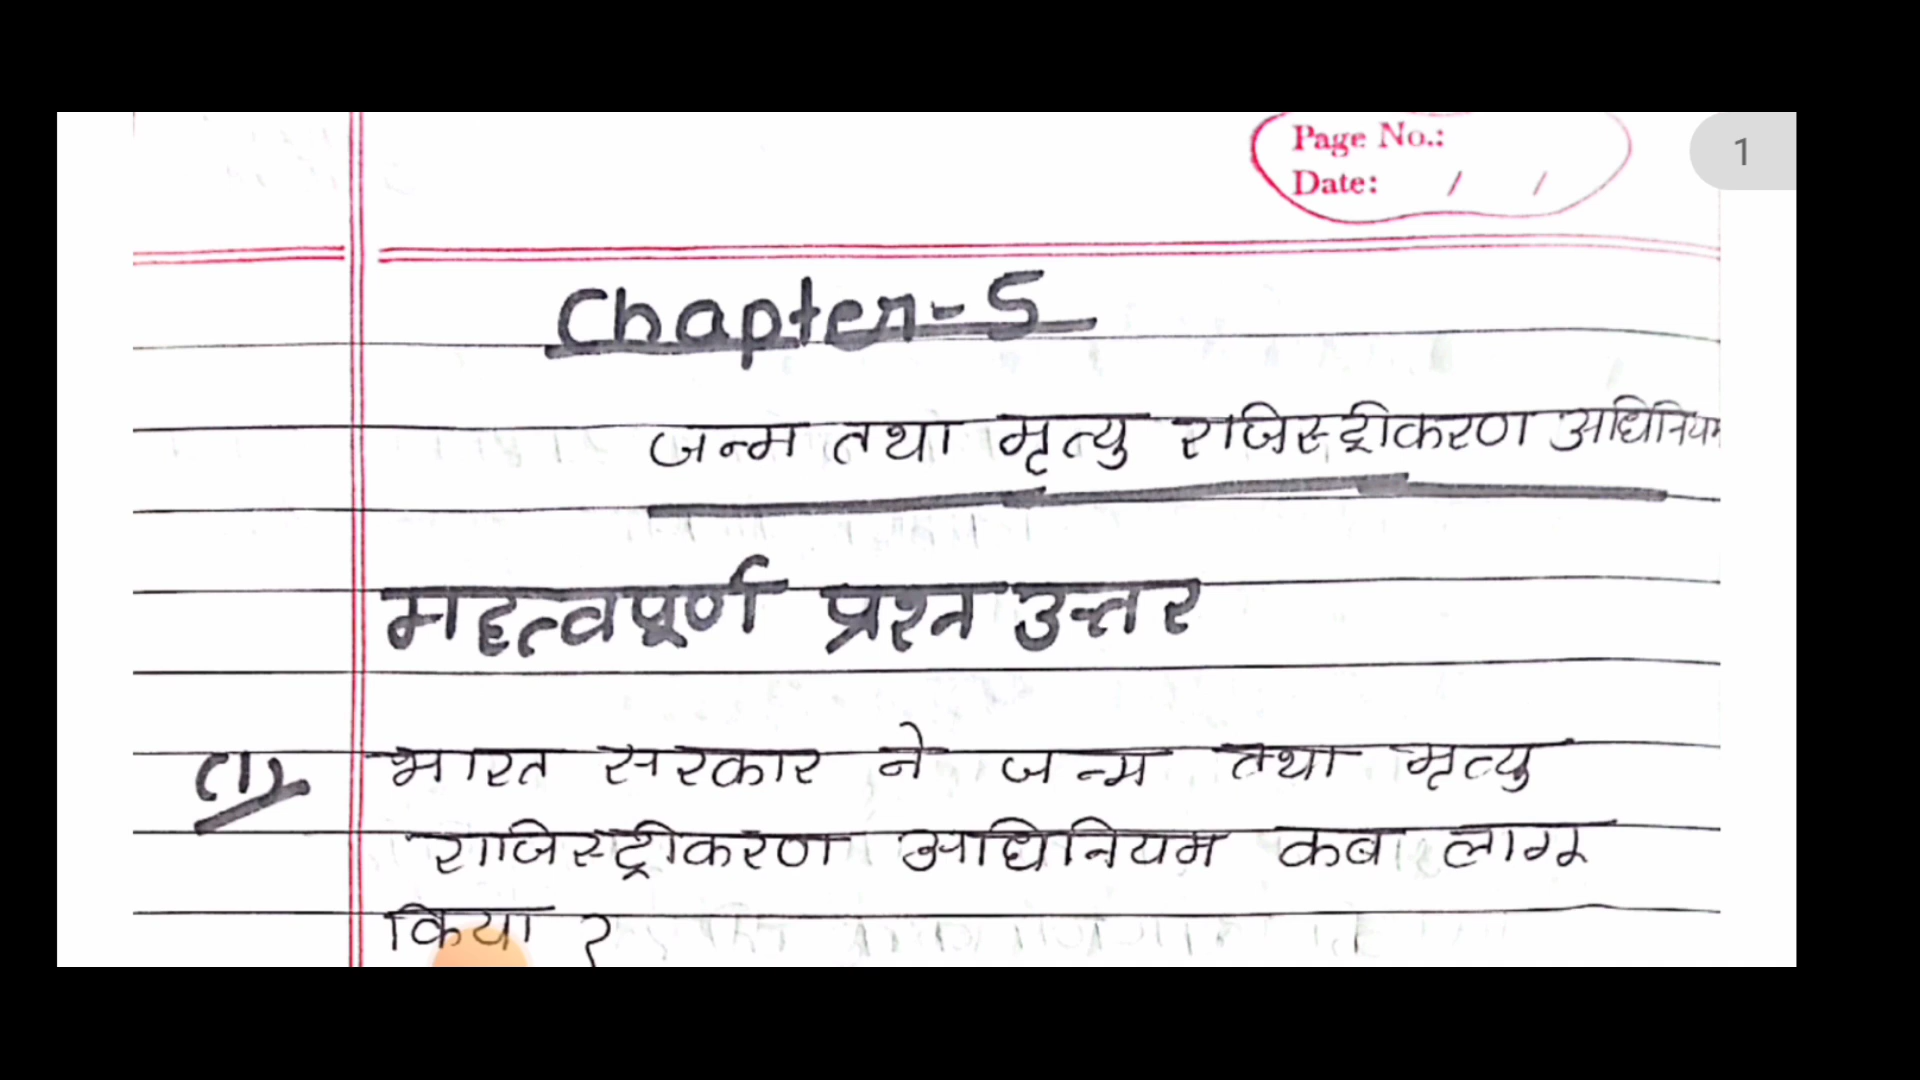 Page No.:
Date: / /
1
Chapter-5
जन्म तथा मृत्यु रजिस्ट्रीकरण अधिनियम
महत्वपूर्ण प्रश्न उत्तर
(1) भारत सरकार ने जन्म तथा मृत्यु
राजिस्ट्रीकरण अधिनियम कब लागू
किया ?